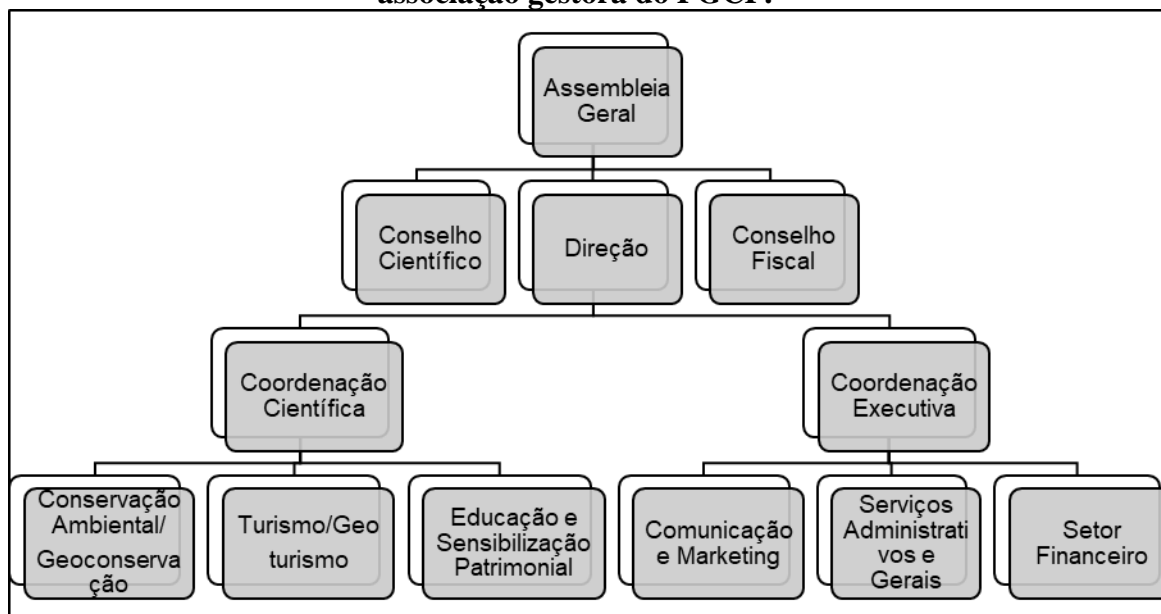 associação gestora do PGCP.
Assembleia
Geral
Conselho
Científico
Direção
Conselho
Fiscal
Coordenação
Científica
Coordenação
Executiva
Conservação
Ambiental/
Geoconserva
ção
Turismo/Geo
turismo
Educação e
Sensibilização
Patrimonial
Comunicação
e Marketing
Serviços
Administrati
vos e
Gerais
Setor
Financeiro